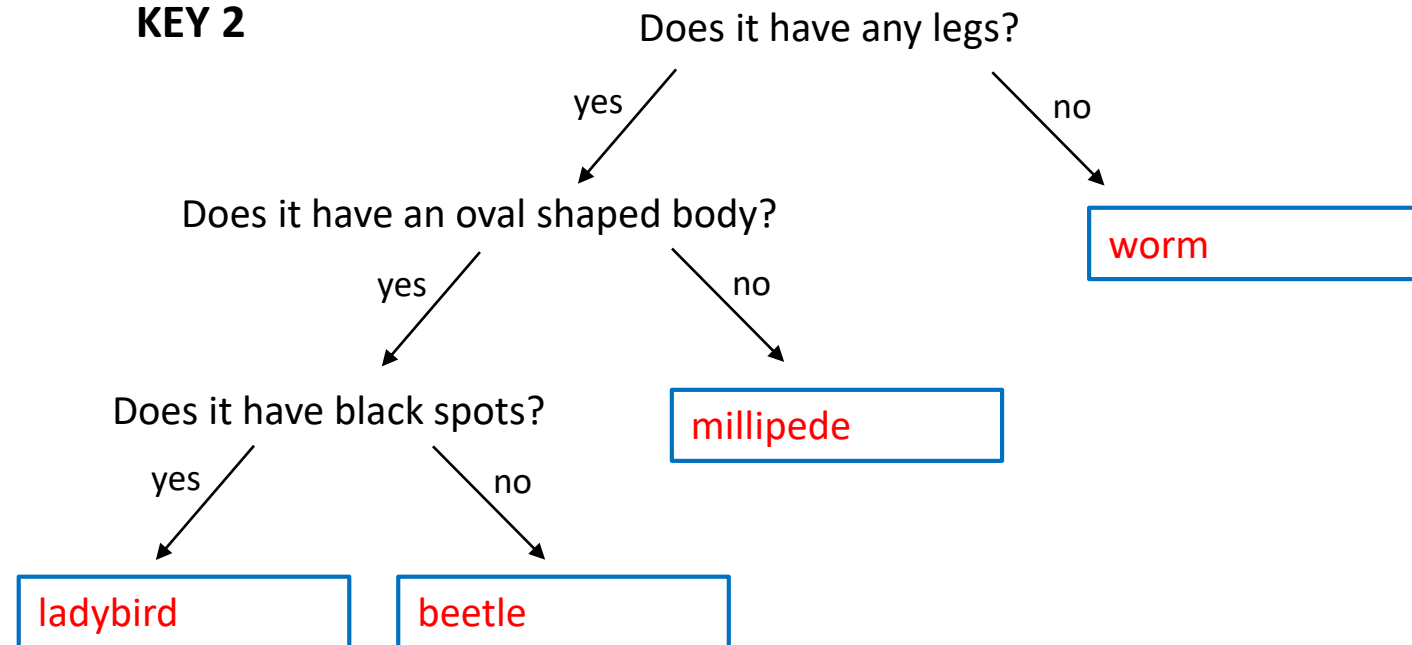 KEY 2
Does it have any legs?
yes
no
Does it have an oval shaped body?
worm
yes
no
Does it have black spots?
millipede
yes
no
ladybird
beetle